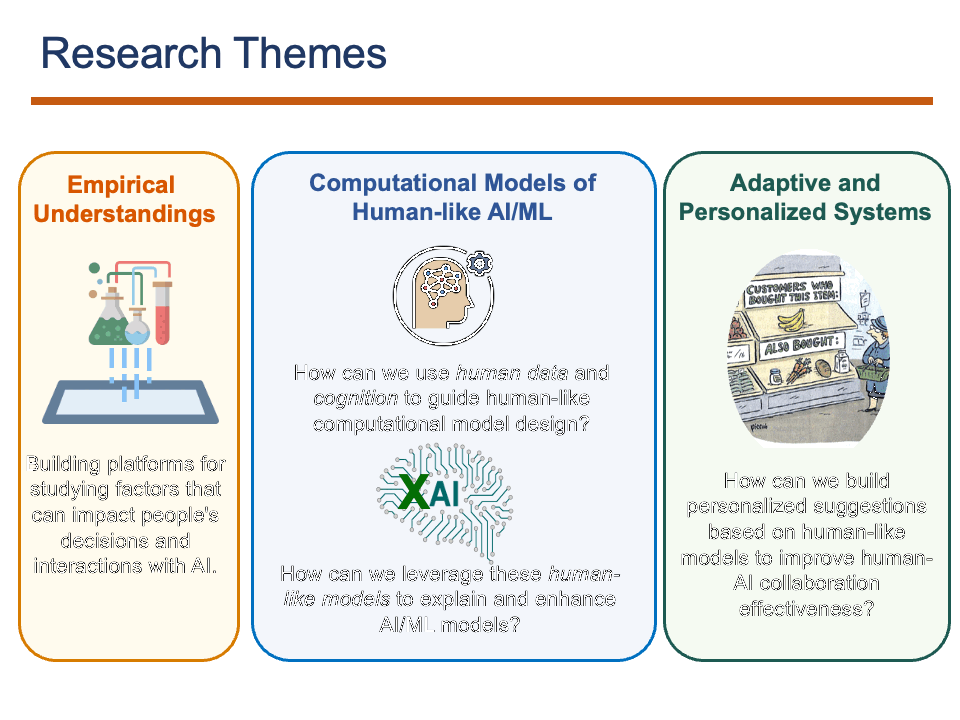 Research Themes
Empirical
Understandings
Building platforms for
studying factors that
can impact people's
decisions and
interactions with AI.
Computational Models of
Human-like AI/ML
How can we use human data and
cognition to guide human-like
computational model design?
XAI
How can we leverage these human-
like models to explain and enhance
AI/ML models?
Adaptive and
Personalized Systems
CUSTOMERS WHO
BOUGHT THIS ITEM:
ALSO BOUGHT:
How can we build
personalized suggestions
based on human-like
models to improve human-
AI collaboration
effectiveness?